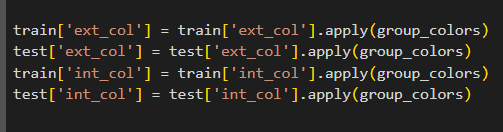 train['ext_col'] = train['ext_col'].apply(group_colors)
test['ext_col'] = test['ext_col'].apply(group_colors)
train['int_col'] = train['int_col'].apply(group_colors)
test['int_col'] = test['int_col'].apply(group_colors)